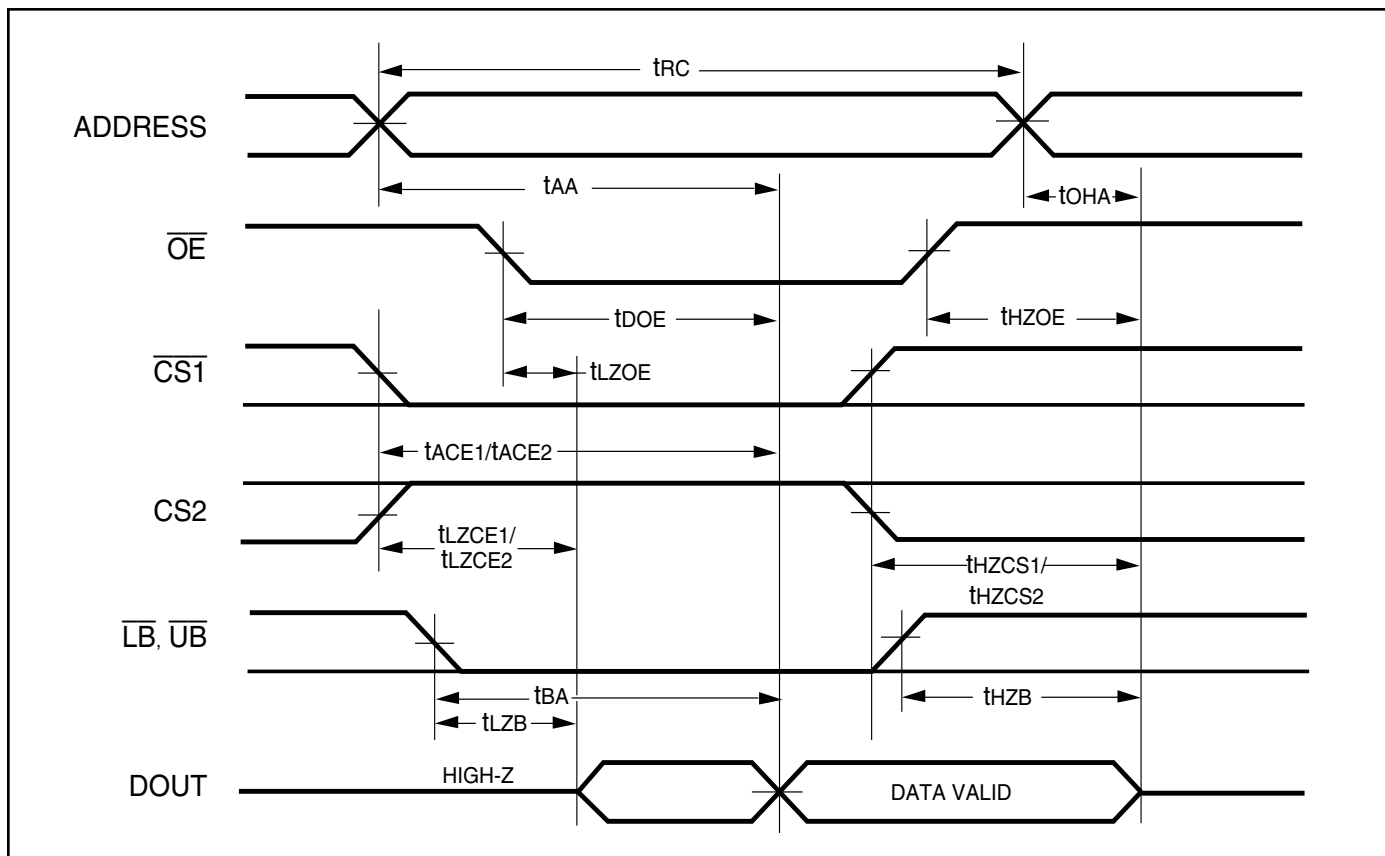 tRC
ADDRESS
tAA
tOHA
OE
tDOE
tHZOE
CS1
tLZOE
tACE1/tACE2
CS2
tLZCE1/
tLZCE2
tHZCS1/
tHZCS2
LB, UB
tBA
tHZB
tLZB
HIGH-Z
DOUT
DATA VALID